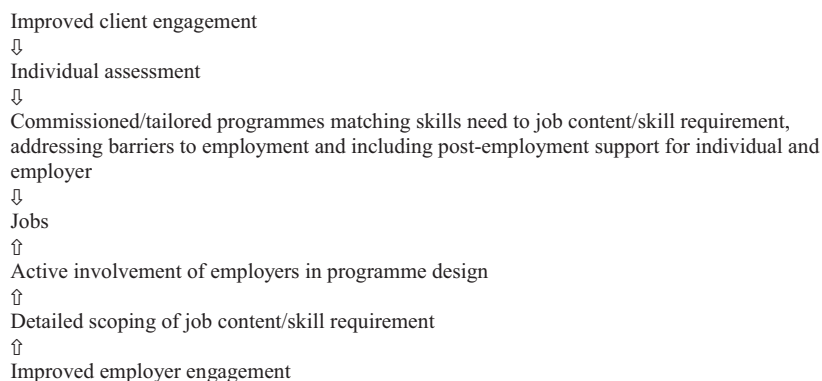 Improved client engagement
⇩
Individual assessment
⇩
Commissioned/tailored programmes matching skills need to job content/skill requirement,
addressing barriers to employment and including post-employment support for individual and
employer
⇩
Jobs
⇧
Active involvement of employers in programme design
⇧
Detailed scoping of job content/skill requirement
⇧
Improved employer engagement